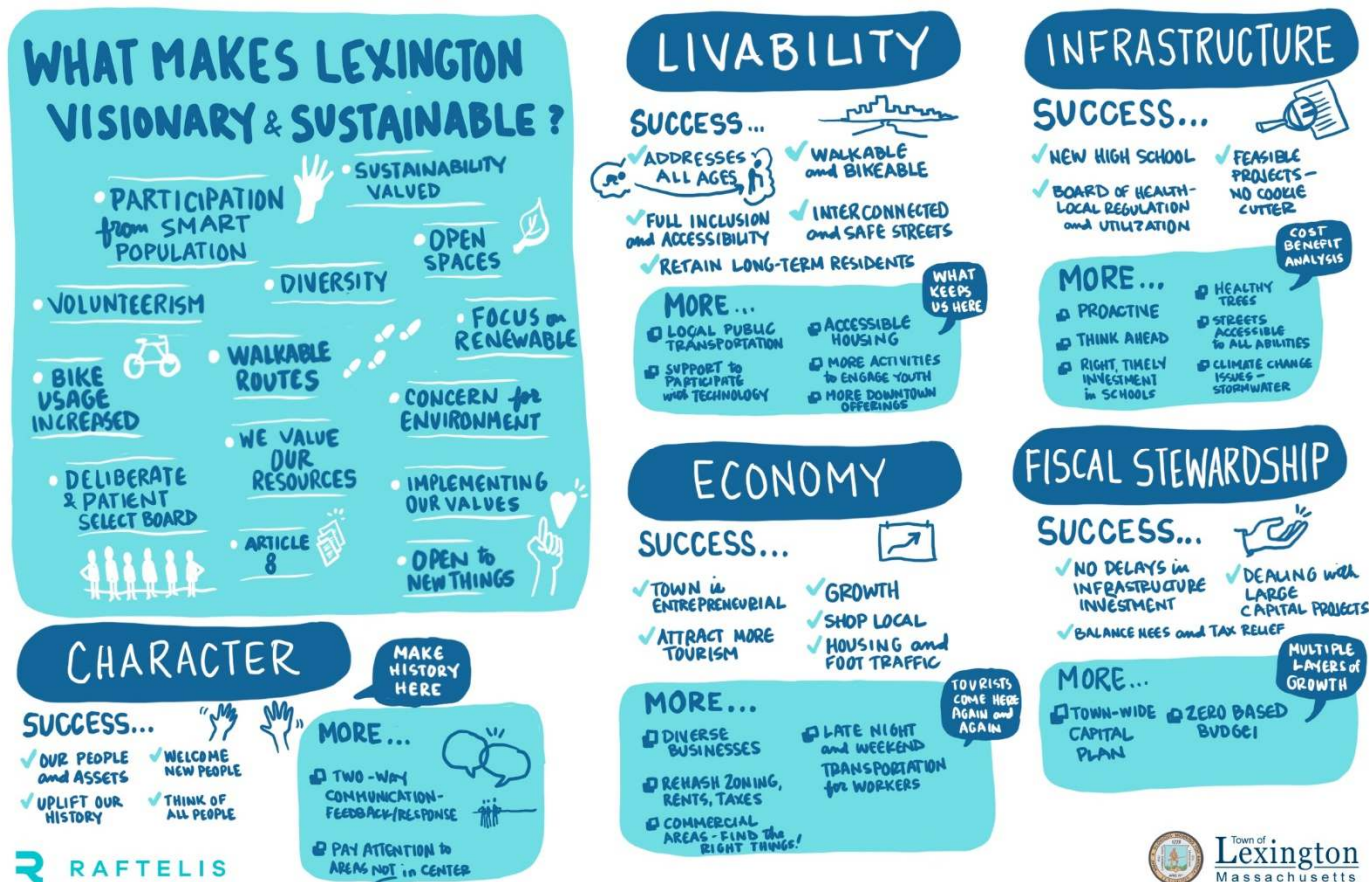 WHAT MAKES LEXINGTON
VISIONARY & SUSTAINABLE?
• PARTICIPATION
from SMART
POPULATION
• SUSTAINABILITY
VALUED
• OPEN
SPACES
• DIVERSITY
• VOLUNTEERISM
• FOCUS on
RENEWABLE
• WALKABLE
ROUTES
• BIKE
USAGE
INCREASED
• CONCERN for
ENVIRONMENT
• WE VALUE
OUR
RESOURCES
• DELIBERATE
& PATIENT
SELECT BOARD
• IMPLEMENTING
OUR VALUES
• ARTICLE
8
• OPEN to
NEW THINGS
CHARACTER
MAKE
HISTORY
HERE
SUCCESS...
✓ OUR PEOPLE
and ASSETS
✓ WELCOME
NEW PEOPLE
✓ UPLIFT OUR
HISTORY
✓ THINK OF
ALL PEOPLE
MORE...
TWO-WAY
COMMUNICATION-
FEEDBACK/RESPONSE
PAY ATTENTION to
AREAS NOT in CENTER
RAFTELIS
LIVABILITY
SUCCESS...
✓ ADDRESSES
ALL AGES
✓ WALKABLE
and BIKEABLE
✓ FULL INCLUSION
and ACCESSIBILITY
✓ INTERCONNECTED
and SAFE STREETS
✓ RETAIN LONG-TERM RESIDENTS
WHAT
KEEPS
US HERE
MORE...
LOCAL PUBLIC
TRANSPORTATION
SUPPORT to
PARTICIPATE
with TECHNOLOGY
ACCESSIBLE
HOUSING
MORE ACTIVITIES
to ENGAGE YOUTH
MORE DOWNTOWN
OFFERINGS
ECONOMY
SUCCESS...
✓ TOWN is
ENTREPRENEURIAL
✓ ATTRACT MORE
TOURISM
✓ GROWTH
✓ SHOP LOCAL
✓ HOUSING and
FOOT TRAFFIC
TOURISTS
COME HERE
AGAIN and
AGAIN
MORE...
DIVERSE
BUSINESSES
REHASH ZONING,
RENTS, TAXES
COMMERCIAL
AREAS - FIND the
RIGHT THINGS!
LATE NIGHT
and WEEKEND
TRANSPORTATION
for WORKERS
INFRASTRUCTURE
SUCCESS...
✓ NEW HIGH SCHOOL
✓ BOARD OF HEALTH-
LOCAL REGULATION
and UTILIZATION
✓ FEASIBLE
PROJECTS -
NO COOKIE
CUTTER
COST
BENEFIT
ANALYSIS
MORE...
PROACTIVE
THINK AHEAD
RIGHT, TIMELY
INVESTMENT
in SCHOOLS
HEALTHY
TREES
STREETS
ACCESSIBLE
to ALL ABILITIES
CLIMATE CHANGE
ISSUES -
STORMWATER
FISCAL STEWARDSHIP
SUCCESS...
✓ NO DELAYS in
INFRASTRUCTURE
INVESTMENT
✓ DEALING with
LARGE
CAPITAL PROJECTS
✓ BALANCE NEES and TAX RELIEF
MULTIPLE
LAYERS of
GROWTH
MORE...
TOWN-WIDE
CAPITAL
PLAN
ZERO BASED
BUDGET
Town of
Lexington
Massachusetts